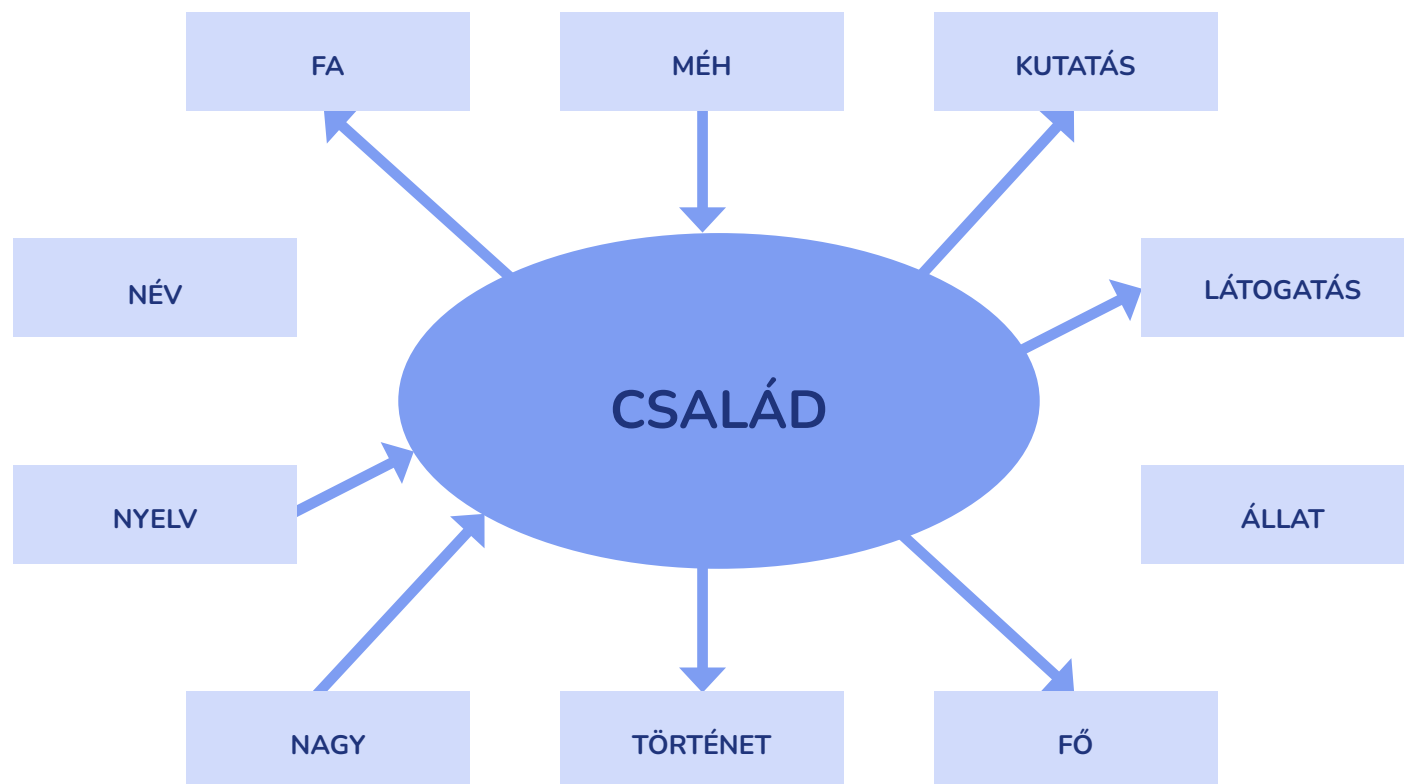 FA
MÉH
KUTATÁS
NÉV
LÁTOGATÁS
CSALÁD
NYELV
ÁLLAT
NAGY
TÖRTÉNET
FŐ